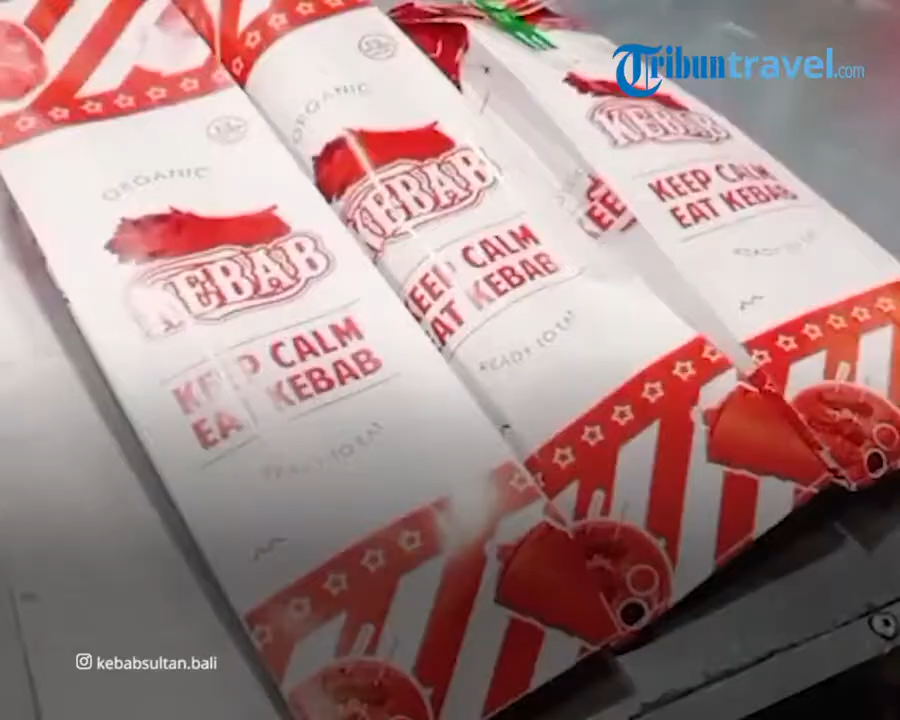 Tribuntravel.com
ORGANIC
KEBAB
KEEP CALM
EAT KEBAB
READY TO EAT
ORGANIC
KEBAB
KEEP CALM
EAT KEBAB
READY TO EAT
KEBAB
KEEP CALM
EAT KEBAB
READY TO EAT
KEE
kebabsultan.bali